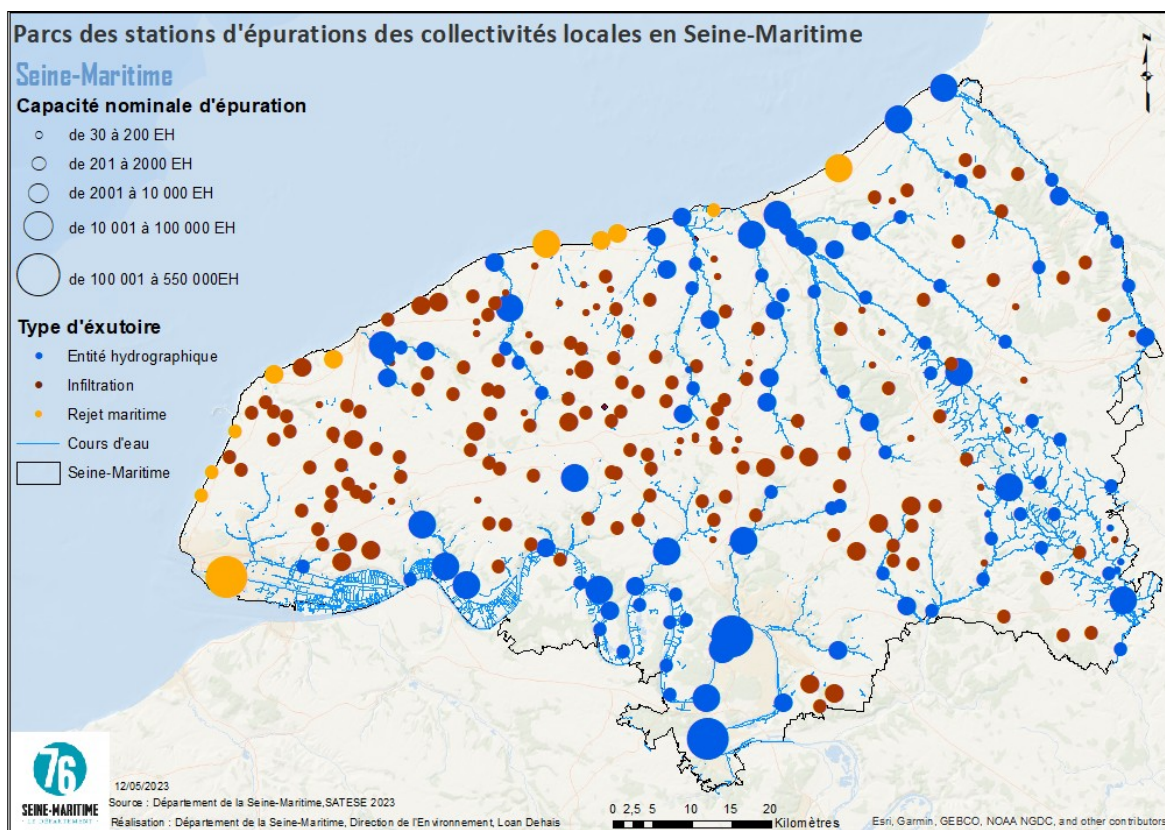 Parcs des stations d'épurations des collectivités locales en Seine-Maritime
Seine-Maritime
Capacité nominale d'épuration
de 30 à 200 EH
de 201 à 2000 EH
de 2001 à 10 000 EH
de 10 001 à 100 000 EH
de 100 001 à 550 000EH
Type d'éxutoire
Entité hydrographique
Infiltration
Rejet maritime
Cours d'eau
Seine-Maritime
N
76
SEINE-MARITIME
LE DÉPARTEMENT
12/05/2023
Source : Département de la Seine-Maritime,SATESE 2023
Réalisation : Département de la Seine-Maritime, Direction de l'Environnement, Loan Dehais
0 2,5 5 10 15 20
Kilomètres
Esri, Garmin, GEBCO, NOAA NGDC, and other contributors